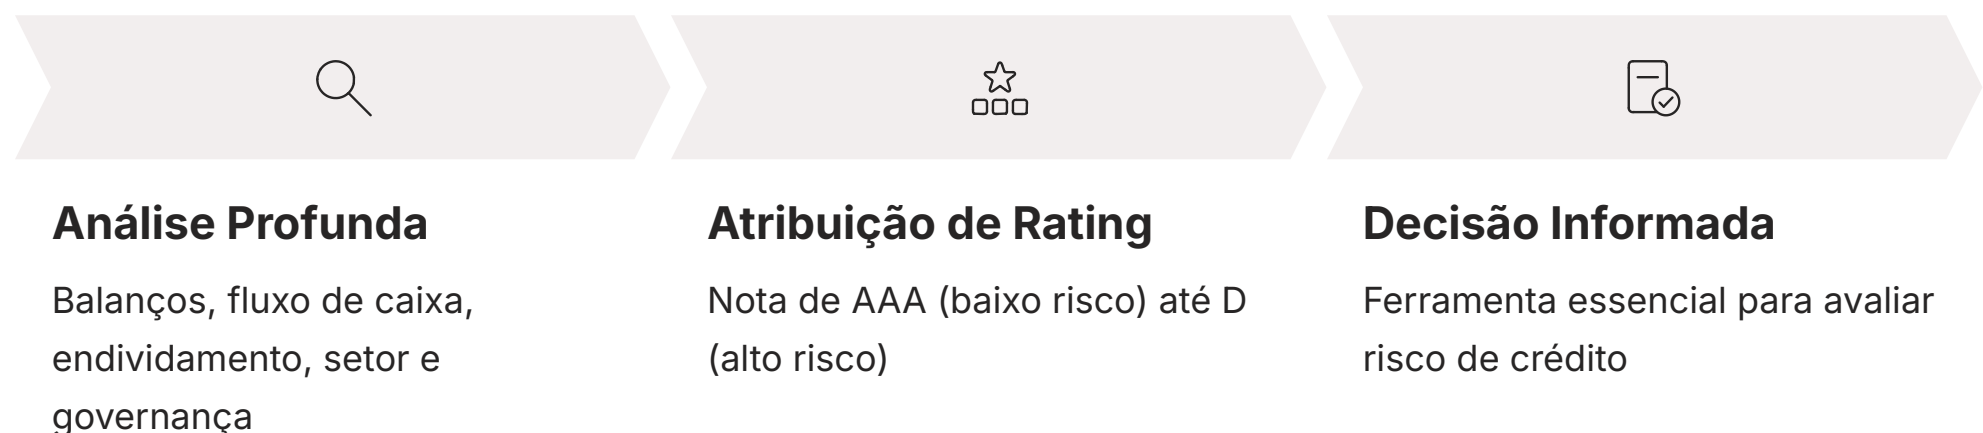 Análise Profunda
Balanços, fluxo de caixa,
endividamento, setor e
governança
Atribuição de Rating
Nota de AAA (baixo risco) até D
(alto risco)
Decisão Informada
Ferramenta essencial para avaliar
risco de crédito